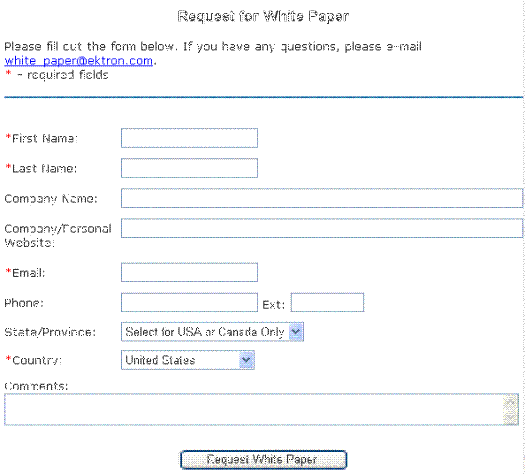 Request for White Paper
Please fill out the form below. If you have any questions, please e-mail
white_paper@ektron.com.
* - required fields
*First Name:
*Last Name:
Company Name:
Company/Personal
Website:
*Email:
Phone:
Ext:
State/Province:
Select for USA or Canada Only
*Country:
United States
Comments:
Request White Paper